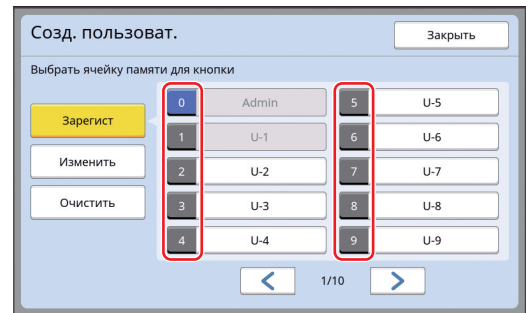 Созд. пользоват.
Закрыть
Выбрать ячейку памяти для кнопки
Зарегист
Изменить
Очистить
0 Admin
1 U-1
2 U-2
3 U-3
4 U-4
5 U-5
6 U-6
7 U-7
8 U-8
9 U-9
1/10